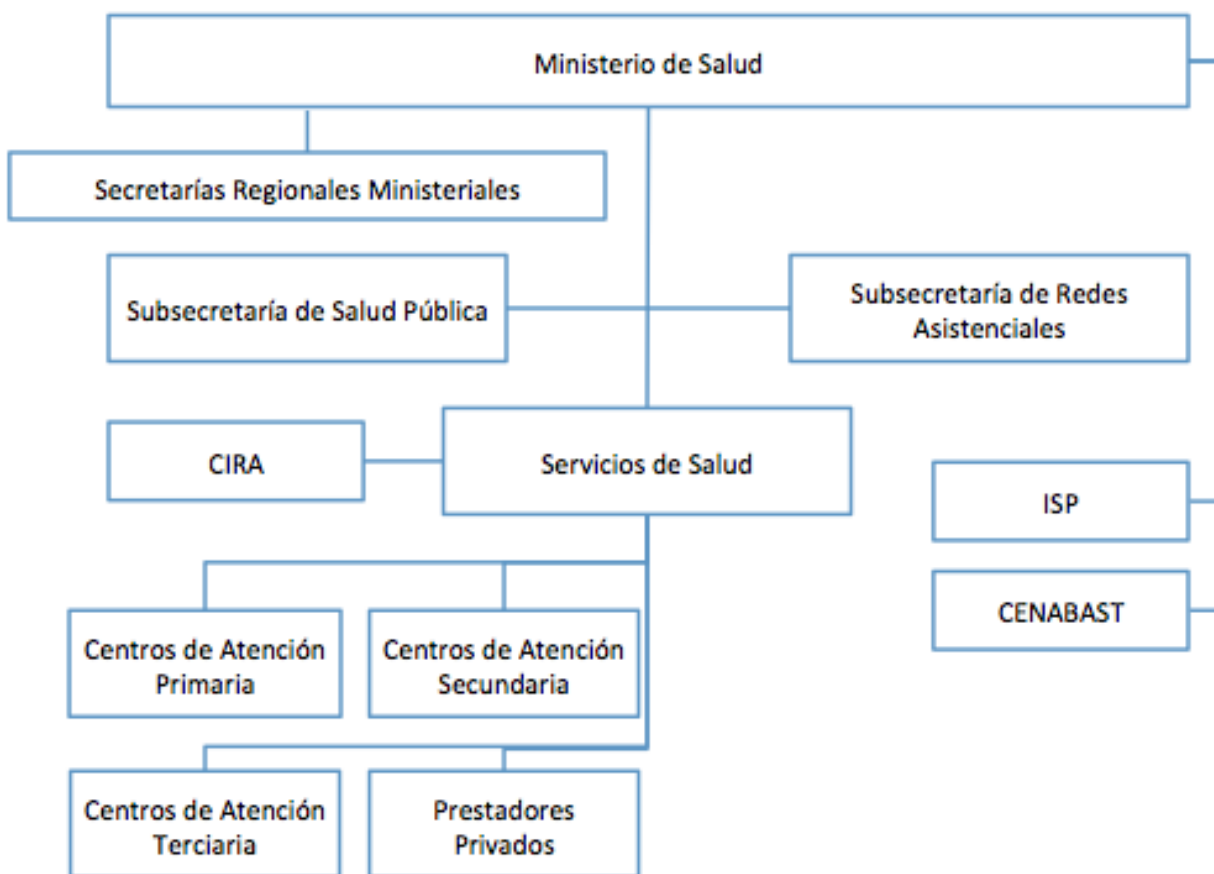 Ministerio de Salud
Secretarías Regionales Ministeriales
Subsecretaría de Salud Pública
Subsecretaría de Redes
Asistenciales
CIRA
Servicios de Salud
ISP
CENABAST
Centros de Atención
Primaria
Centros de Atención
Secundaria
Centros de Atención
Terciaria
Prestadores
Privados